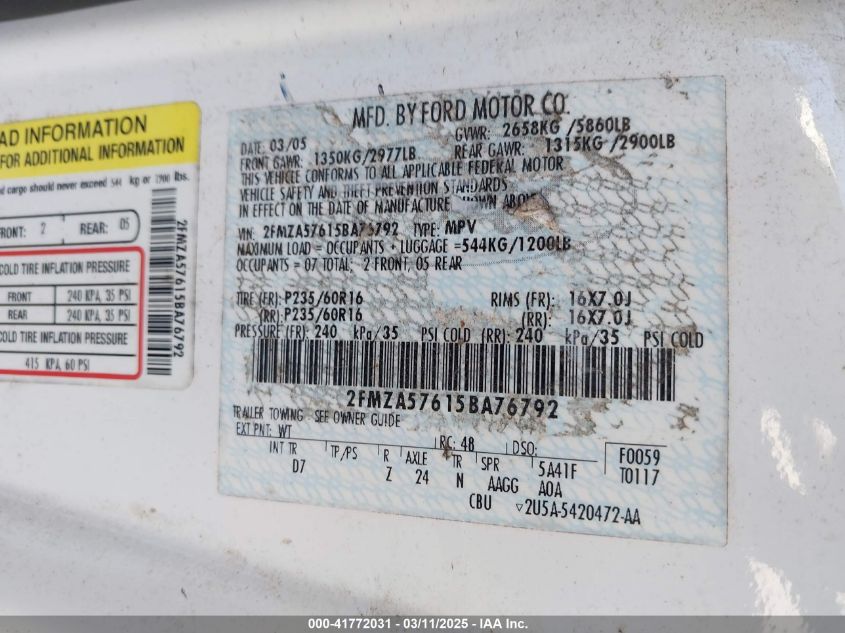 AD INFORMATION
FOR ADDITIONAL INFORMATION
d cargo should never exceed 544 kg or 1200 lbs.
FRONT: 2 REAR: 05
COLD TIRE INFLATION PRESSURE
FRONT 240 KPA, 35 PSI
REAR 240 KPA, 35 PSI
COLD TIRE INFLATION PRESSURE
415 KPA, 60 PSI
2FMZA57615BA76792
MFD. BY FORD MOTOR CO.
DATE: 03/05 GVWR: 2658KG /5860LB
FRONT GAWR: 1350KG/2977LB REAR GAWR: 1315KG /2900LB
THIS VEHICLE CONFORMS TO ALL APPLICABLE FEDERAL MOTOR
VEHICLE SAFETY AND THEFT PREVENTION STANDARDS
IN EFFECT ON THE DATE OF MANUFACTURE
VIN: 2FMZA57615BA76792 TYPE: MPV
MAXIMUM LOAD = OCCUPANTS + LUGGAGE =544KG/1200LB
OCCUPANTS = 07 TOTAL: 2 FRONT, 05 REAR
TIRE (FR): P235/60R16 RIMS (FR): 16X7.0J
(RR): P235/60R16 (RR): 16X7.0J
PRESSURE (FR): 240 kPa/35 PSI COLD (RR): 240 kPa/35 PSI COLD
2FMZA57615BA76792
TRAILER TOWING - SEE OWNER GUIDE
EXT PNT: WT RC: 48 DSO: F0059
INT TR TP/PS R AXLE TR SPR 5A41F T0117
D7 Z 24 N AAGG A0A
CBU ▽2U5A-5420472-AA
000-41772031 - 03/11/2025 - IAA Inc.